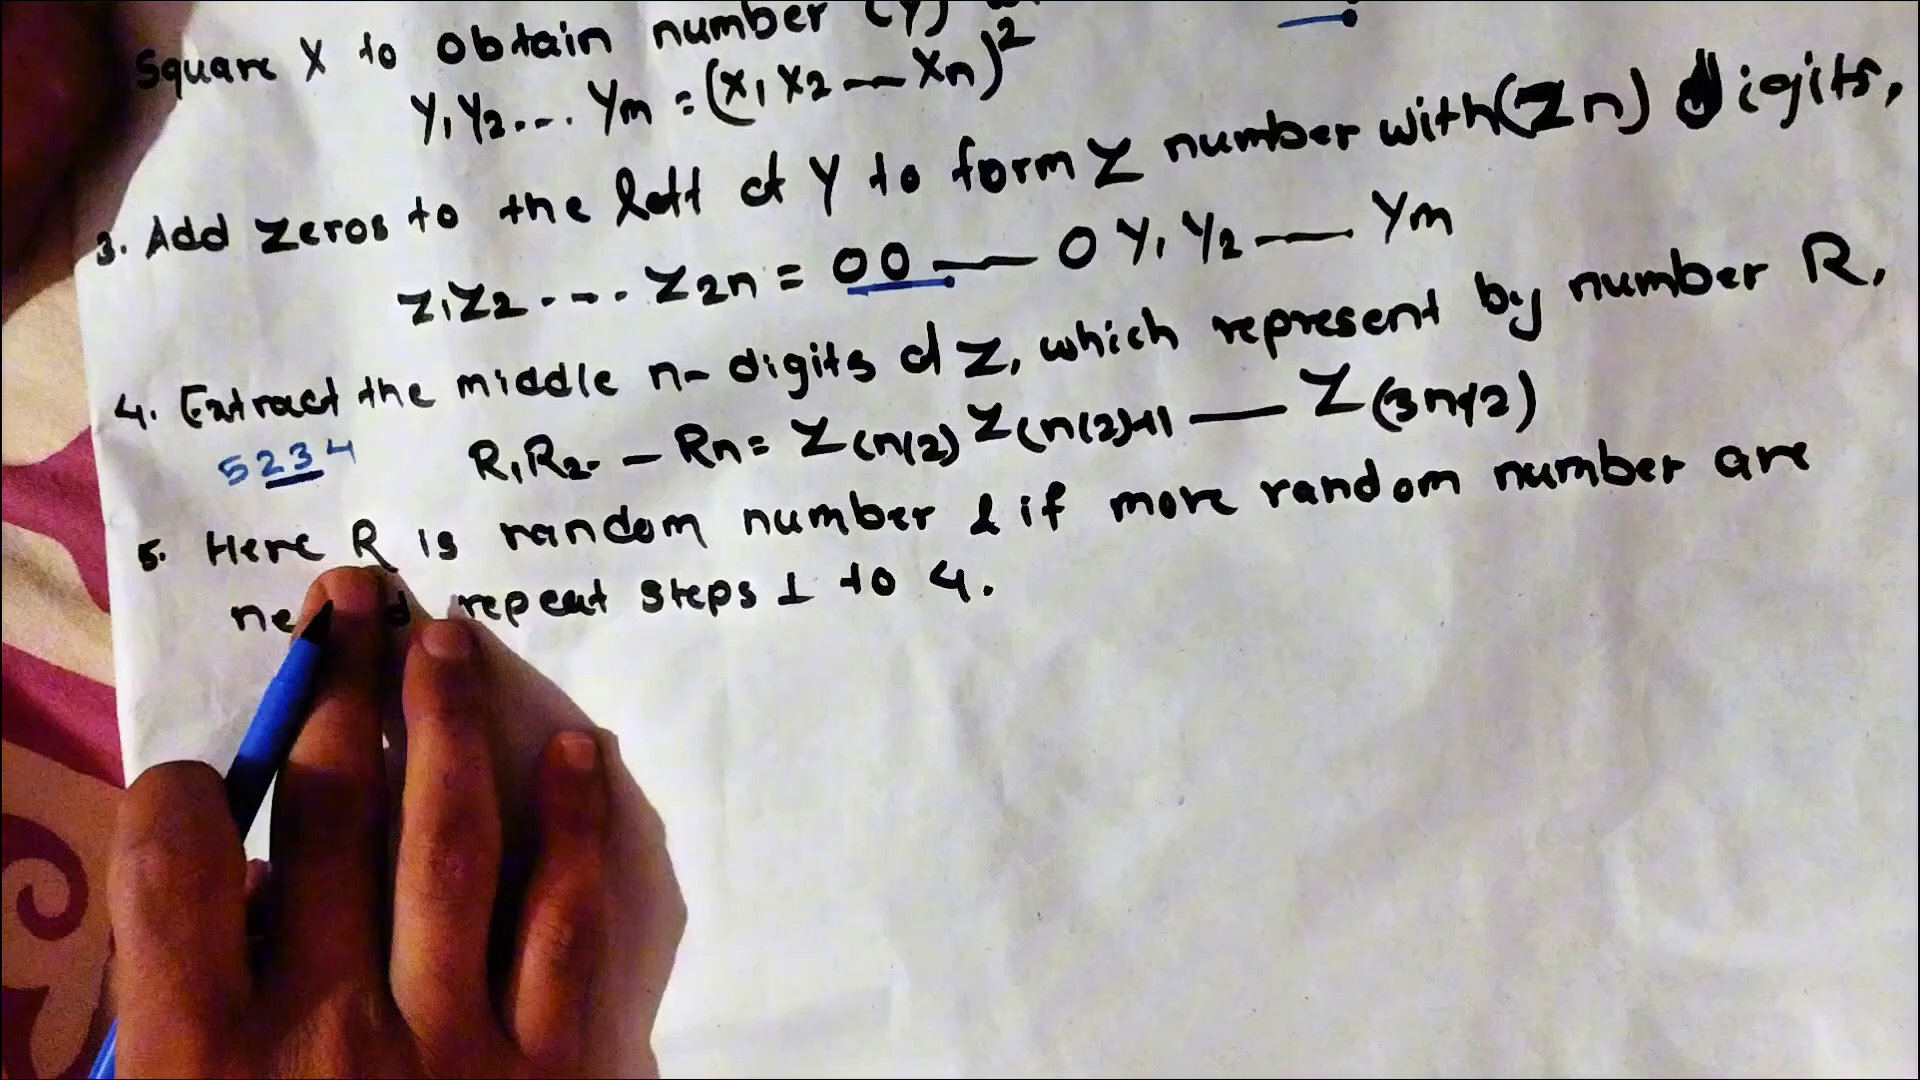 Square X to obtain number (Y)
Y1Y2... Ym = (X1 X2 — Xn)²
3. Add zeros to the left of Y to form Z number with (2n) digits,
Z1Z2 ---- Z2n = 00 — 0 Y1 Y2 — Ym
4. Extract the middle n- digits of Z, which represent by number R,
5234
R1R2. — Rn = Z(n/2) Z(n/2)+1 — Z(3n/2)
5. Here R is random number & if more random number are
repeat steps 1 to 4.